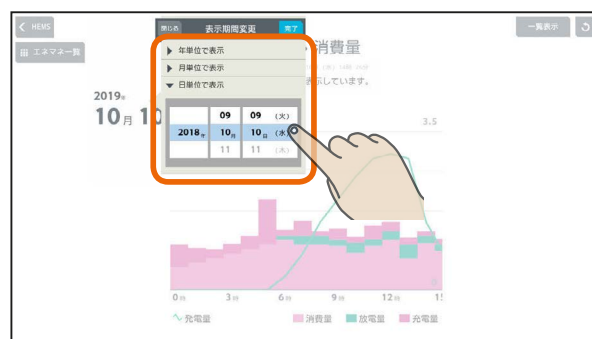 < HEMS
閉じる 表示期間変更 完了
一覧表示
エネマネ一覧
▶ 年単位で表示
消費量
▶ 月単位で表示
▼ 日単位で表示
示しています。
2019年
10月 10
09 09 (火)
2018年 10月 10日 (水)
11 11 (木)
3.5
0時 3時 6時 9時 12時 15
発電量 消費量 放電量 充電量